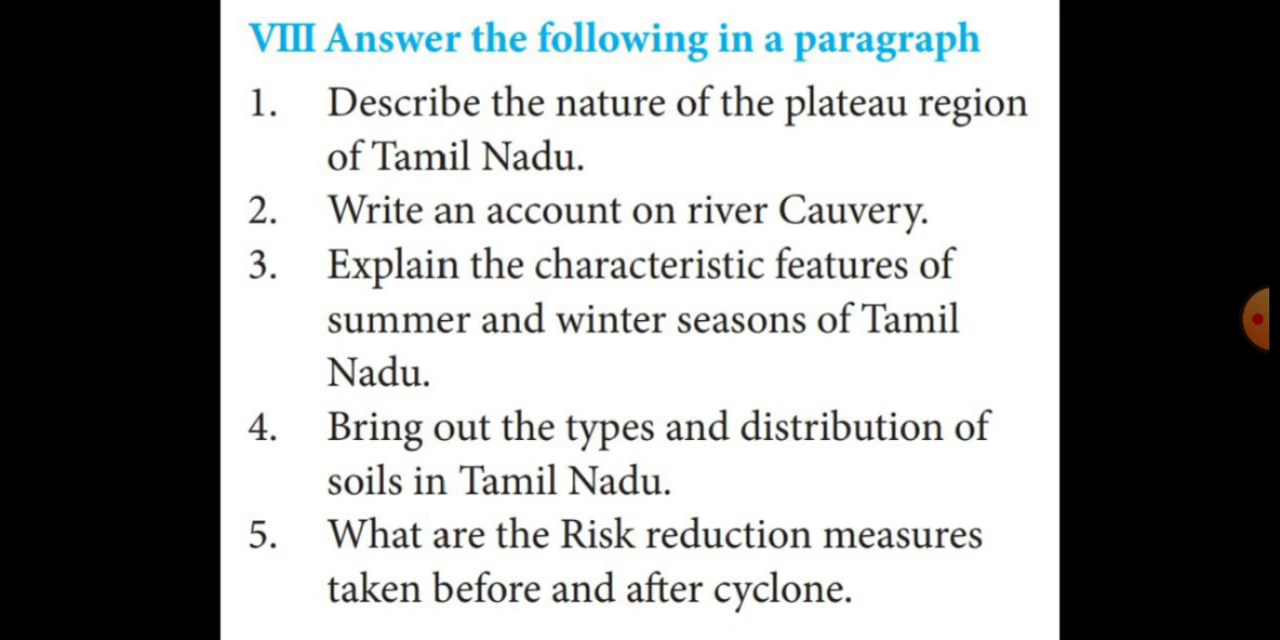 VIII Answer the following in a paragraph
1. Describe the nature of the plateau region
of Tamil Nadu.
2. Write an account on river Cauvery.
3. Explain the characteristic features of
summer and winter seasons of Tamil
Nadu.
4. Bring out the types and distribution of
soils in Tamil Nadu.
5. What are the Risk reduction measures
taken before and after cyclone.